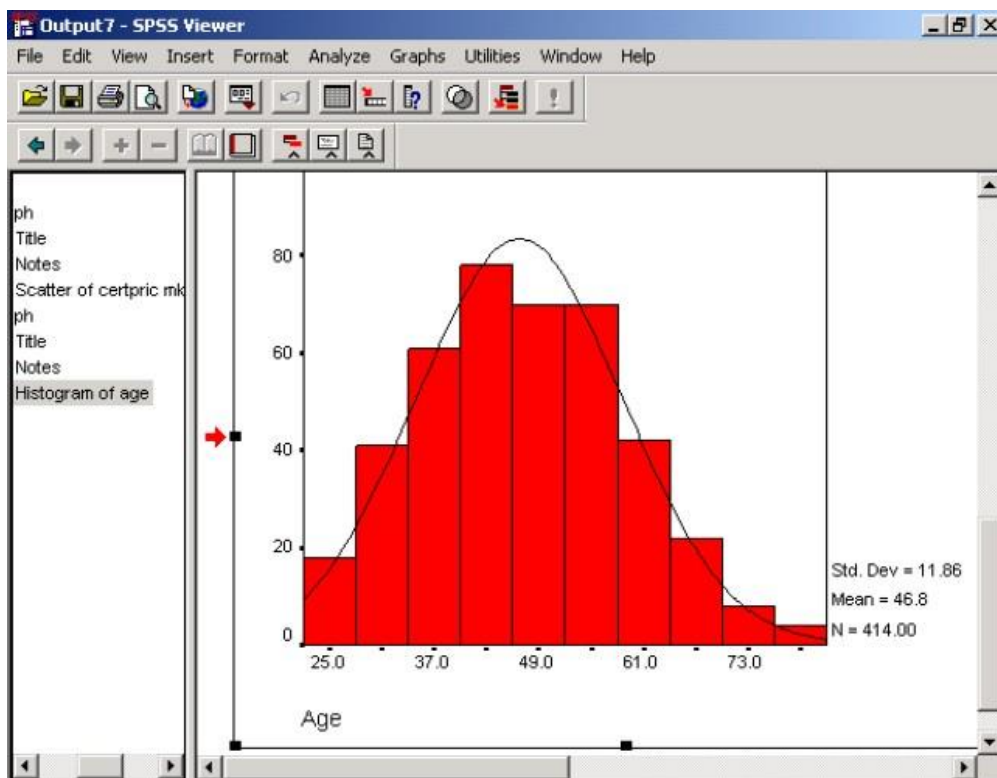 Output7 - SPSS Viewer
File Edit View Insert Format Analyze Graphs Utilities Window Help
ph
Title
Notes
Scatter of certpric mk
ph
Title
Notes
Histogram of age
80
60
40
20
0
25.0 37.0 49.0 61.0 73.0
Age
Std. Dev = 11.86
Mean = 46.8
N = 414.00